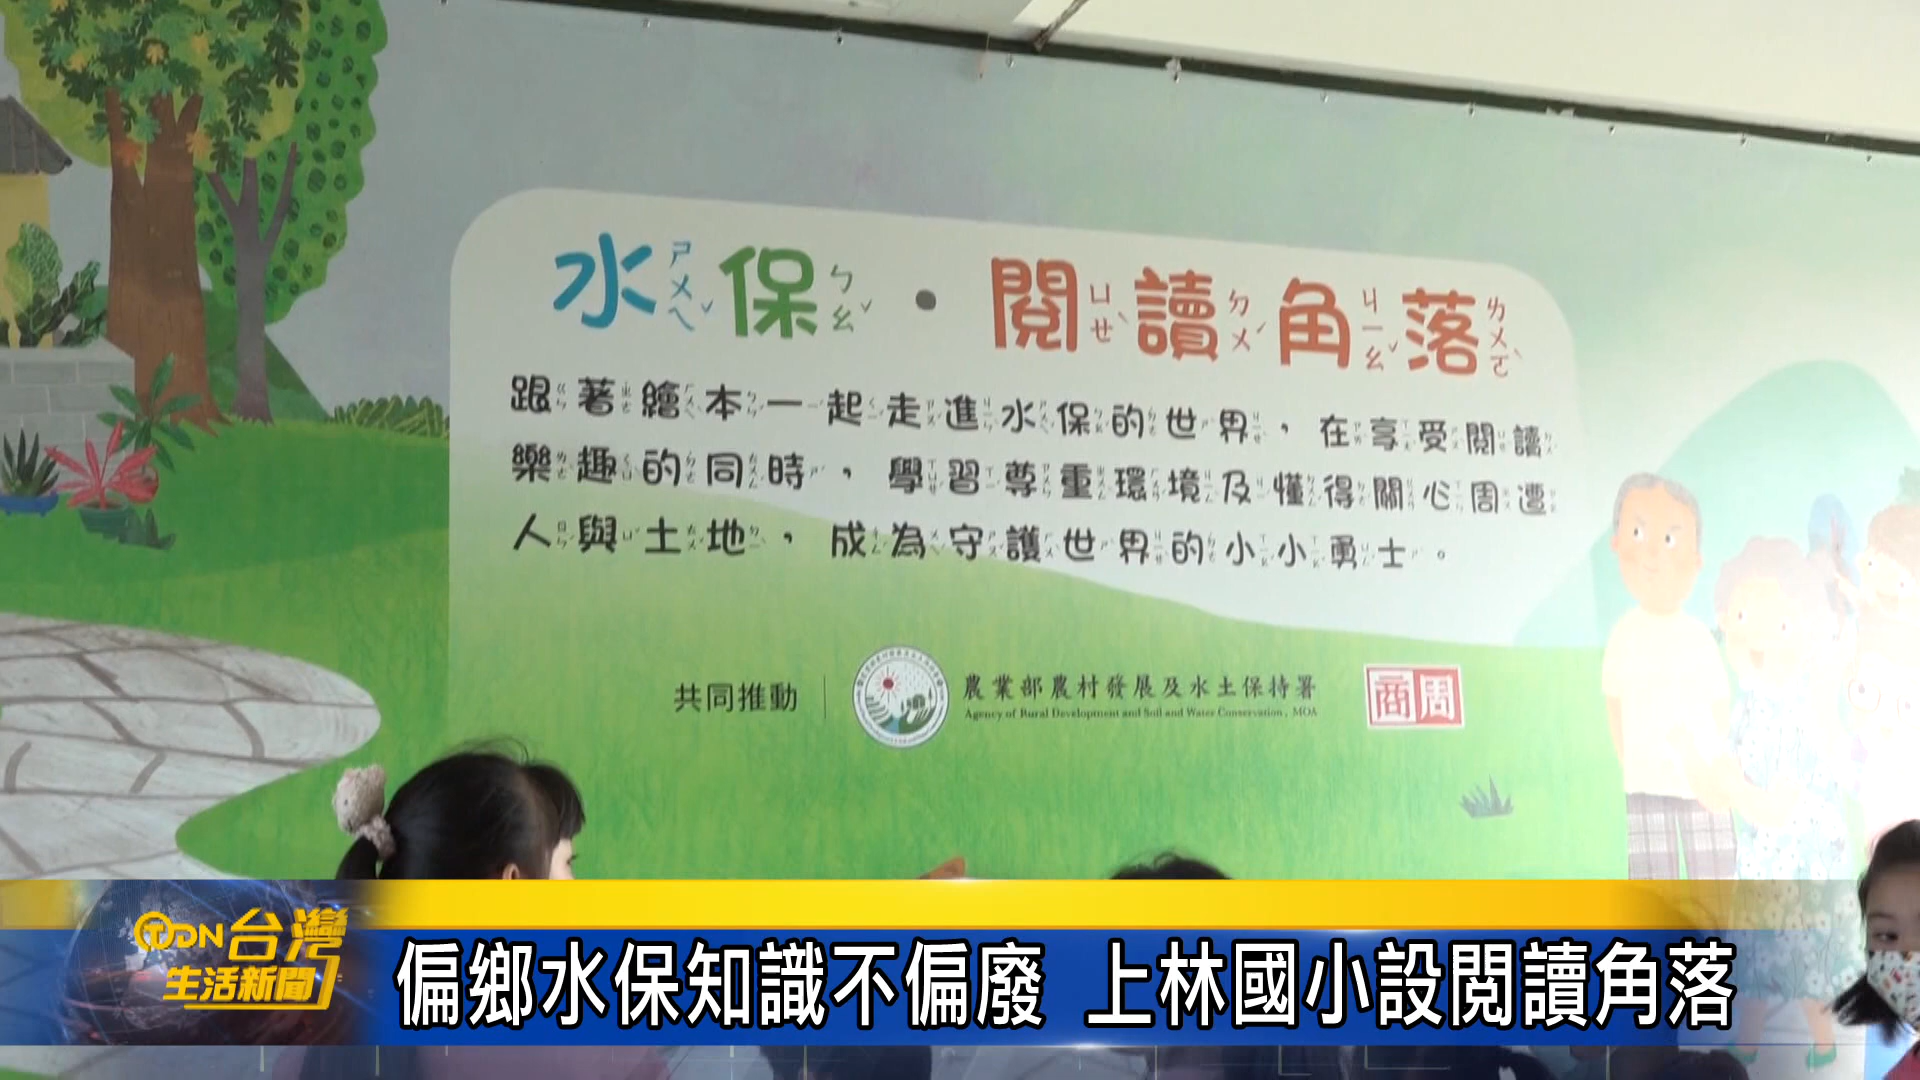 水保・閱讀角落
跟著繪本一起走進水保的世界，在享受閱讀
樂趣的同時，學習尊重環境及懂得關心周遭
人與土地，成為守護世界的小小勇士。
共同推動
農業部農村發展及水土保持署
Agency of Rural Development and Soil and Water Conservation, MOA
商周
TDN台灣
生活新聞
偏鄉水保知識不偏廢 上林國小設閱讀角落